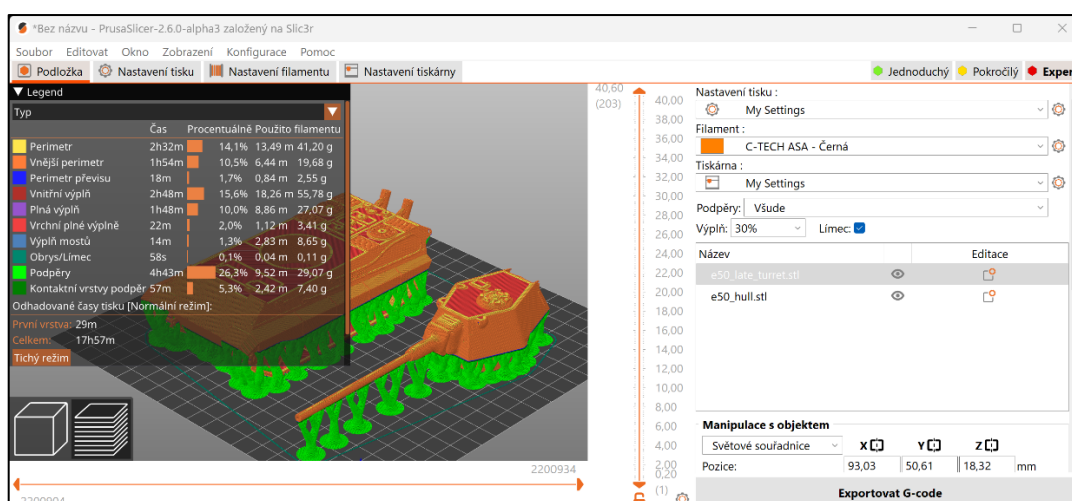 *Bez názvu - PrusaSlicer-2.6.0-alpha3 založený na Slic3r
Soubor Editovat Okno Zobrazení Konfigurace Pomoc
Podložka Nastavení tisku Nastavení filamentu Nastavení tiskárny Jednoduchý Pokročilý Exper
Legend
Typ
Čas Procentuálně Použito filamentu
Perimetr 2h32m 14,1% 13,49 m 41,20 g
Vnější perimetr 1h54m 10,5% 6,44 m 19,68 g
Perimetr převisu 18m 1,7% 0,84 m 2,55 g
Vnitřní výplň 2h48m 15,6% 18,26 m 55,78 g
Plná výplň 1h48m 10,0% 8,86 m 27,07 g
Vrchní plné výplně 22m 2,0% 1,12 m 3,41 g
Výplň mostů 14m 1,3% 2,83 m 8,65 g
Obrys/Límec 58s 0,1% 0,04 m 0,11 g
Podpěry 4h43m 26,3% 9,52 m 29,07 g
Kontaktní vrstvy podpěr 57m 5,3% 2,42 m 7,40 g
Odhadované časy tisku [Normální režim]:
První vrstva: 29m
Celkem: 17h57m
Tichý režim
2200934
2200904
40,60
(203)
40,00
38,00
36,00
34,00
32,00
30,00
28,00
26,00
24,00
22,00
20,00
18,00
16,00
14,00
12,00
10,00
8,00
6,00
4,00
2,00
0,20
(1)
Nastavení tisku :
My Settings
Filament :
C-TECH ASA - Černá
Tiskárna :
My Settings
Podpěry: Všude
Výplň: 30% Límec:
Název Editace
e50_late_turret.stl
e50_hull.stl
Manipulace s objektem
Světové souřadnice X Y Z
Pozice: 93,03 50,61 18,32 mm
Exportovat G-code